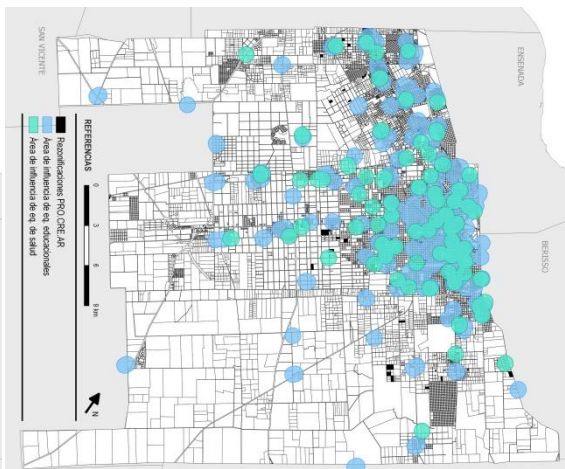 SAN VICENTE
ENSENADA
BERISSO
REFERENCIAS
Rezonificaciones PRO.CRE.AR
Área de influencia de eq. educacionales
Área de influencia de eq. de salud
0 3 6 9 km
N